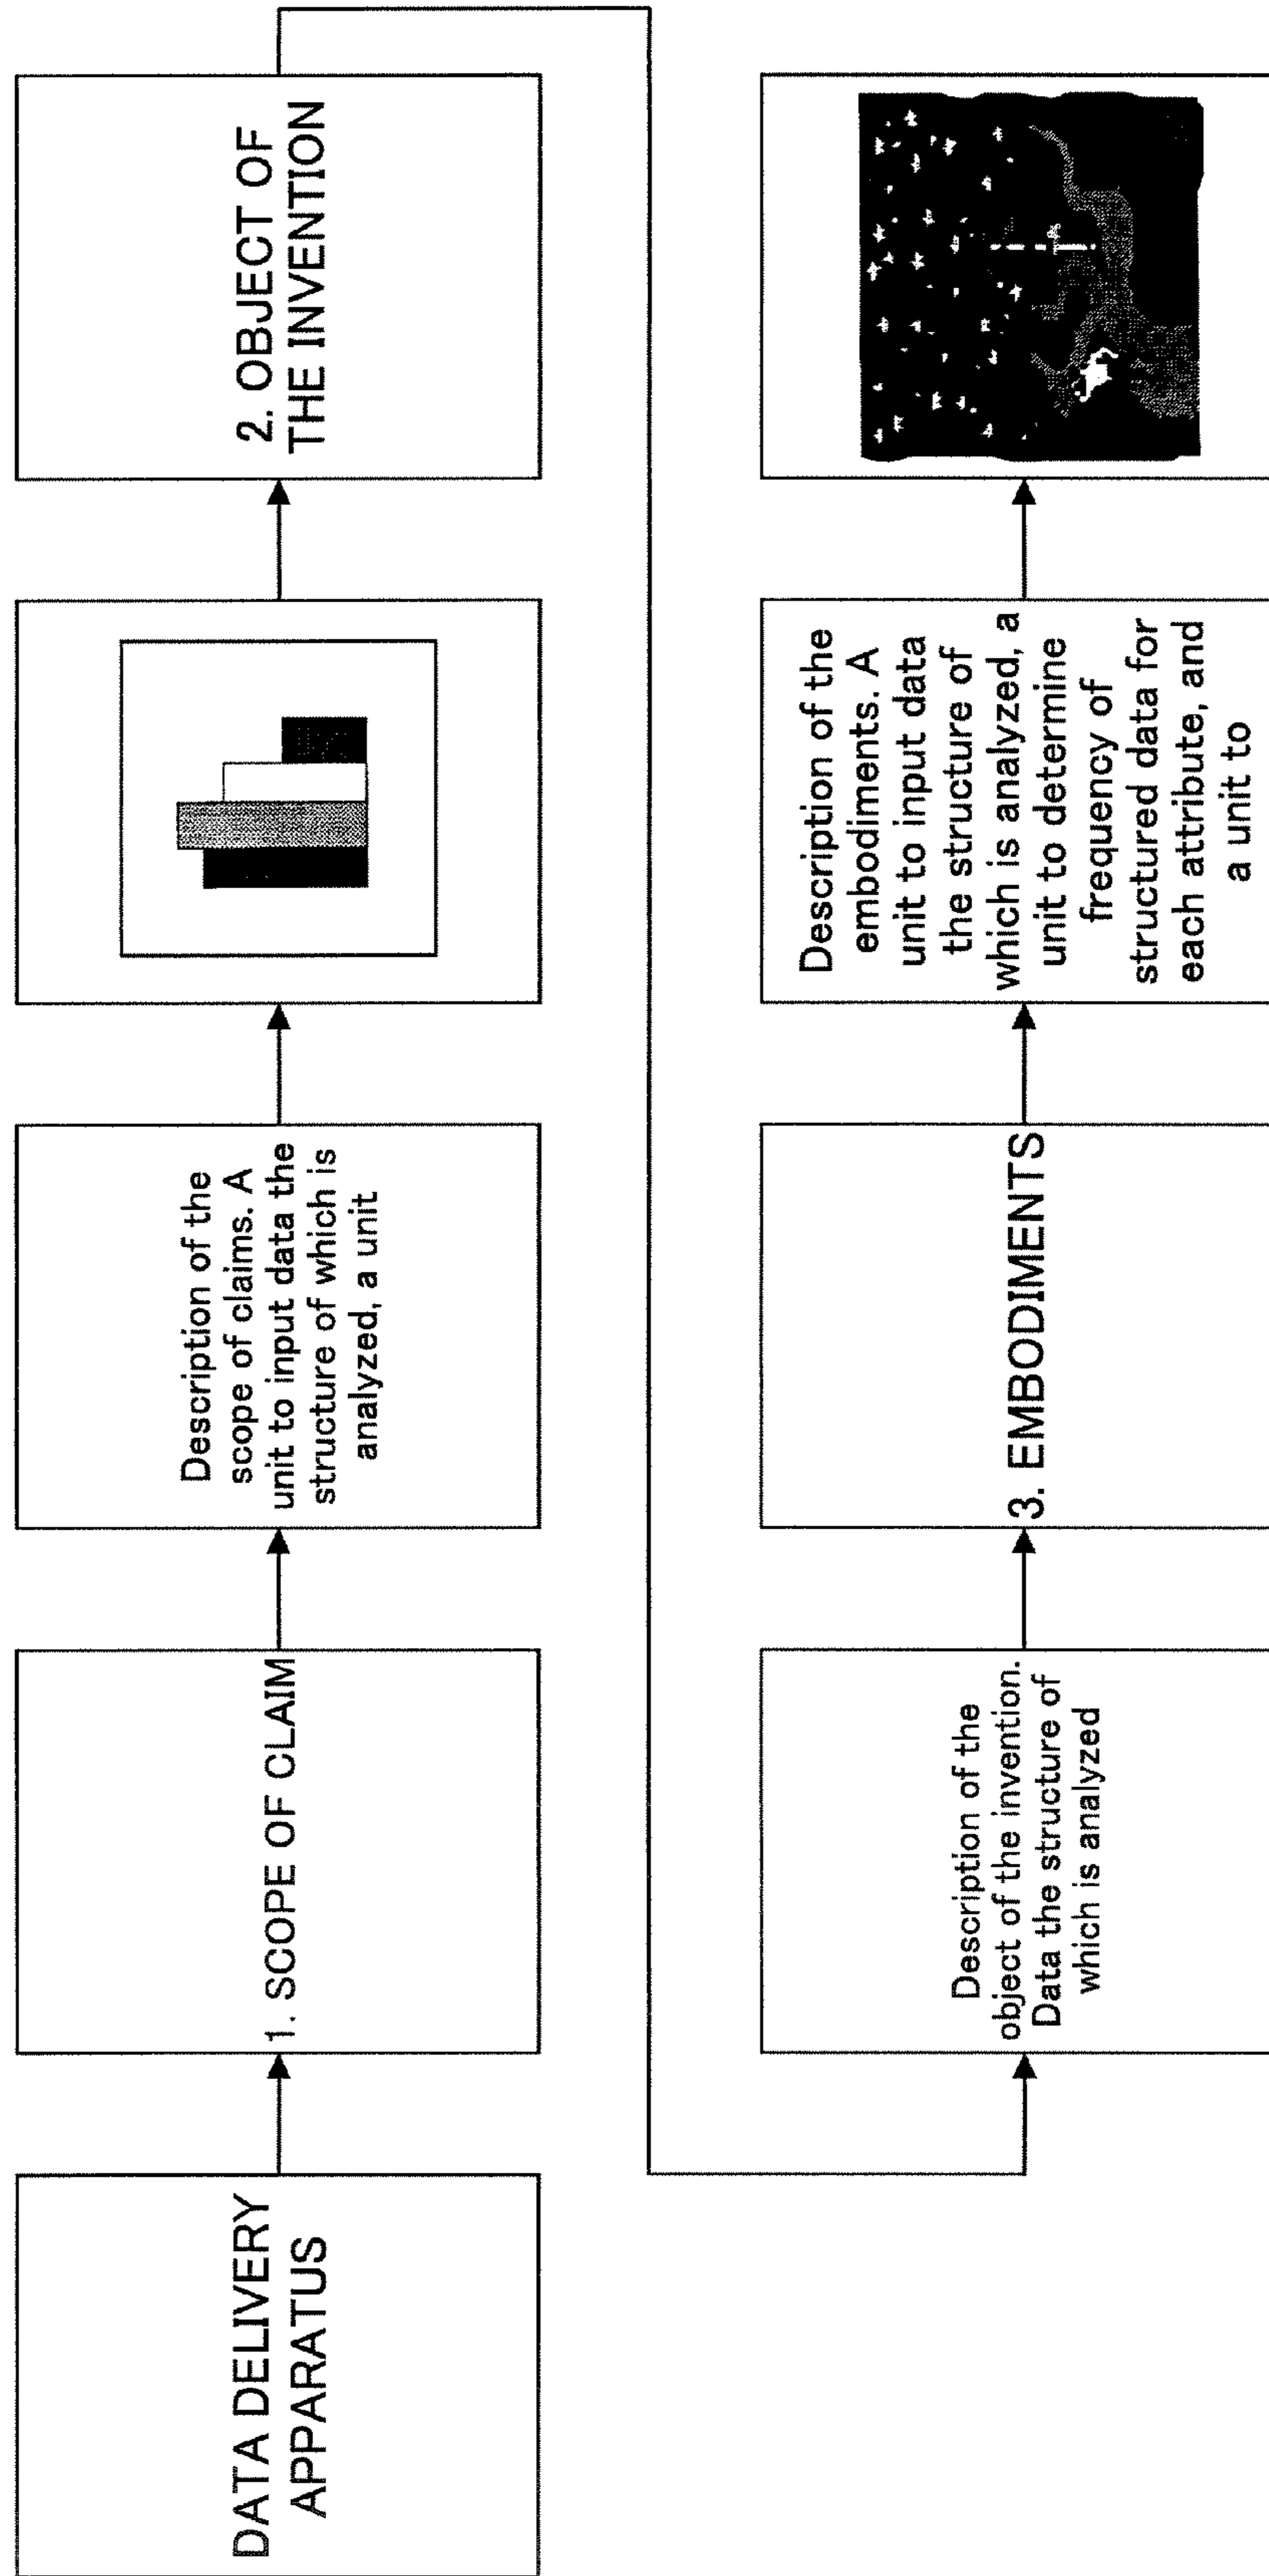 DATA DELIVERY
APPARATUS
1. SCOPE OF CLAIM
Description of the
scope of claims. A
unit to input data the
structure of which is
analyzed, a unit
2. OBJECT OF
THE INVENTION
Description of the
object of the invention.
Data the structure of
which is analyzed
3. EMBODIMENTS
Description of the
embodiments. A
unit to input data
the structure of
which is analyzed, a
unit to determine
frequency of
structured data for
each attribute, and
a unit to